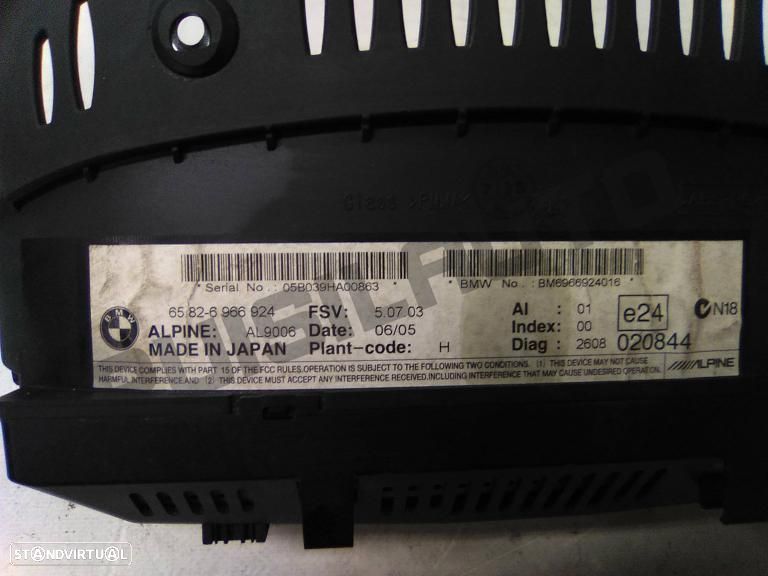 Glass
* Serial No. : 05B039HA00863 *
* BMW No. : BM6966924016 *
BMW
65.82-6 966 924 FSV: 5.07.03 AI : 01 e24 N18
ALPINE: AL9006 Date: 06/05 Index: 00
MADE IN JAPAN Plant-code: H Diag : 2608 020844
THIS DEVICE COMPLIES WITH PART 15 OF THE FCC RULES.OPERATION IS SUBJECT TO THE FOLLOWING TWO CONDITIONS. (1) THIS DEVICE MAY NOT CAUSE
HARMFUL INTERFERENCE AND (2) THIS DEVICE MUST ACCEPT ANY INTERFERENCE RECEIVED.INCLUDING INTERFERENCE THAT MAY CAUSE UNDESIRED OPERATION.
ALPINE
STANDVIRTUAL